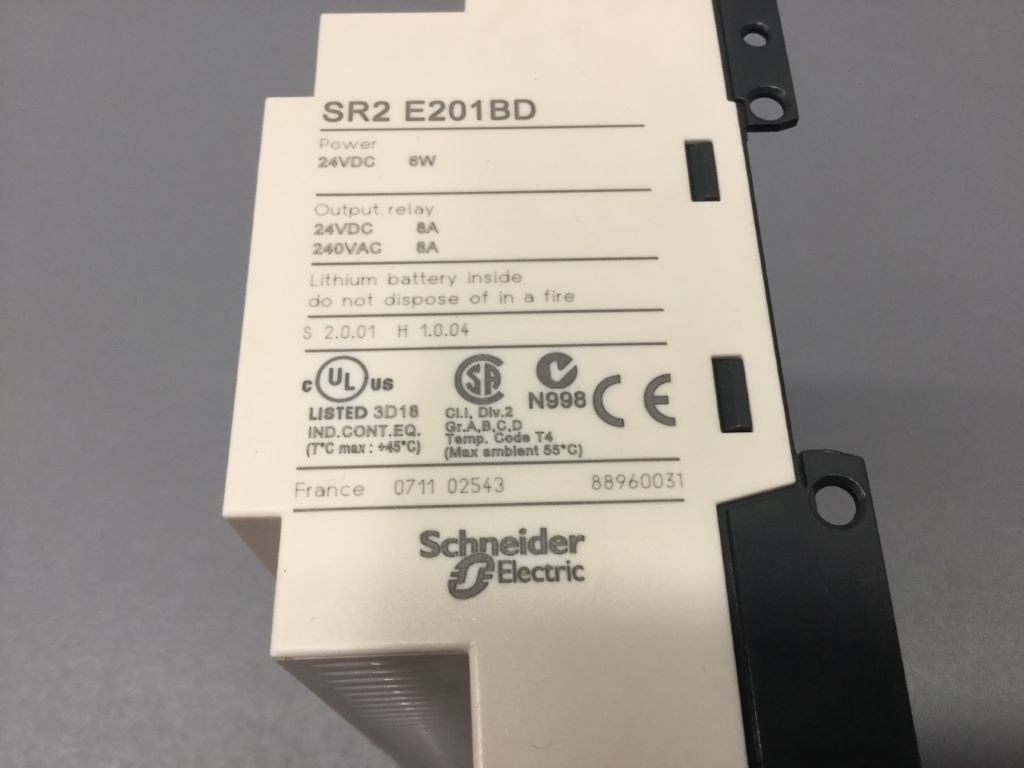 SR2 E201BD
Power
24VDC 6W
Output relay
24VDC 8A
240VAC 8A
Lithium battery inside
do not dispose of in a fire
S 2.0.01 H 1.0.04
c UL us
LISTED 3D18
IND.CONT.EQ.
(T°C max : +45°C)
SA
Cl.I, Div.2
Gr.A,B,C,D
Temp. Code T4
(Max ambient 55°C)
N998
CE
France 0711 02543 88960031
Schneider
Electric